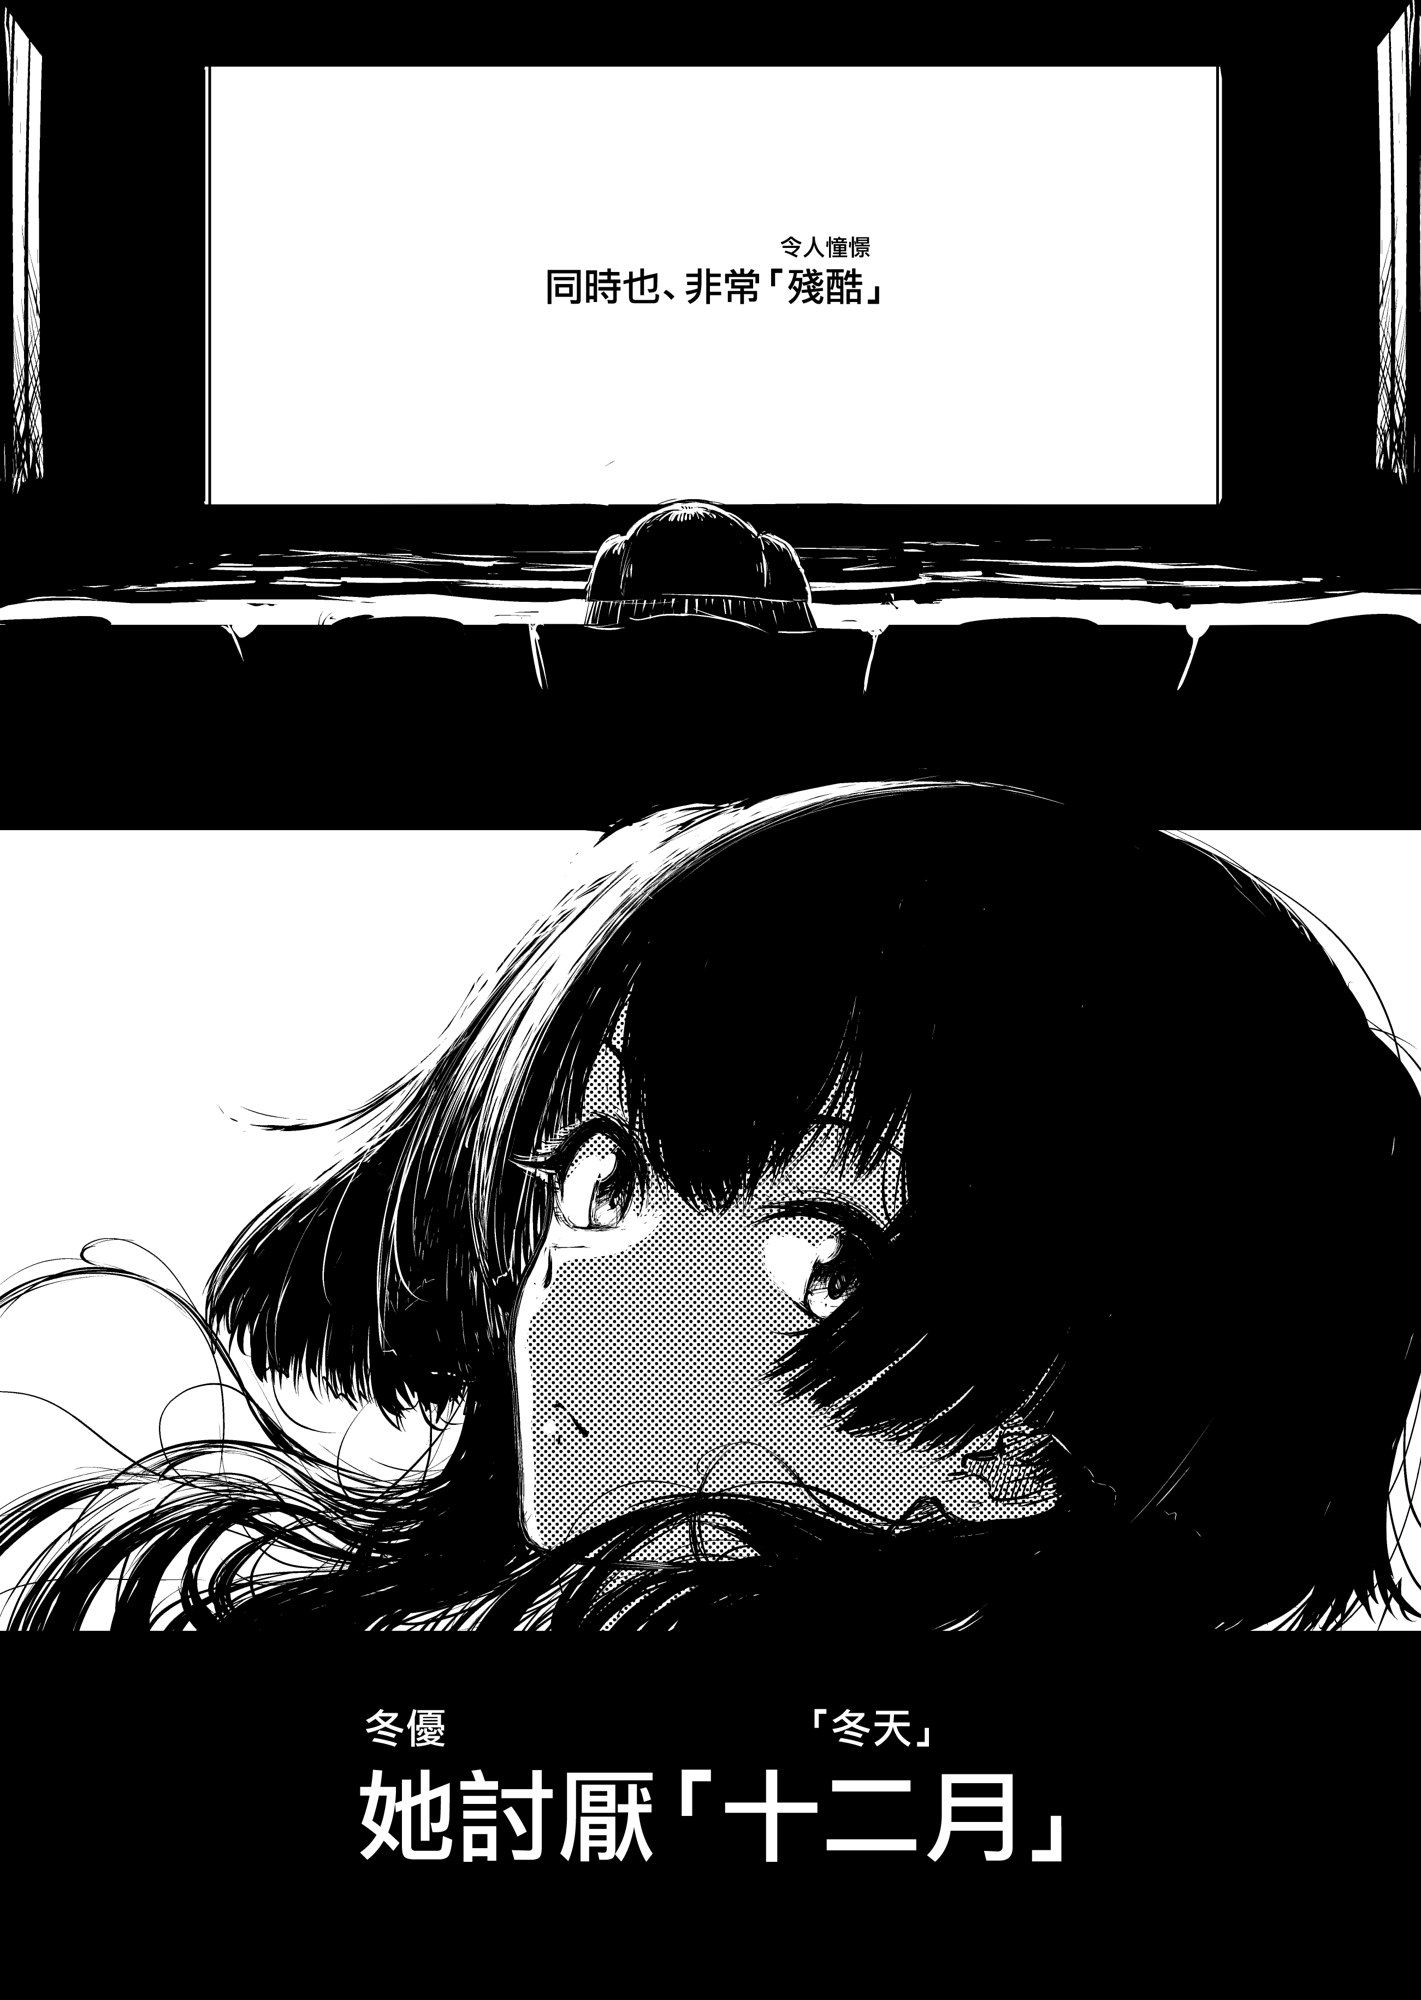 令人憧憬
同時也、非常「殘酷」
冬優 「冬天」
她討厭「十二月」